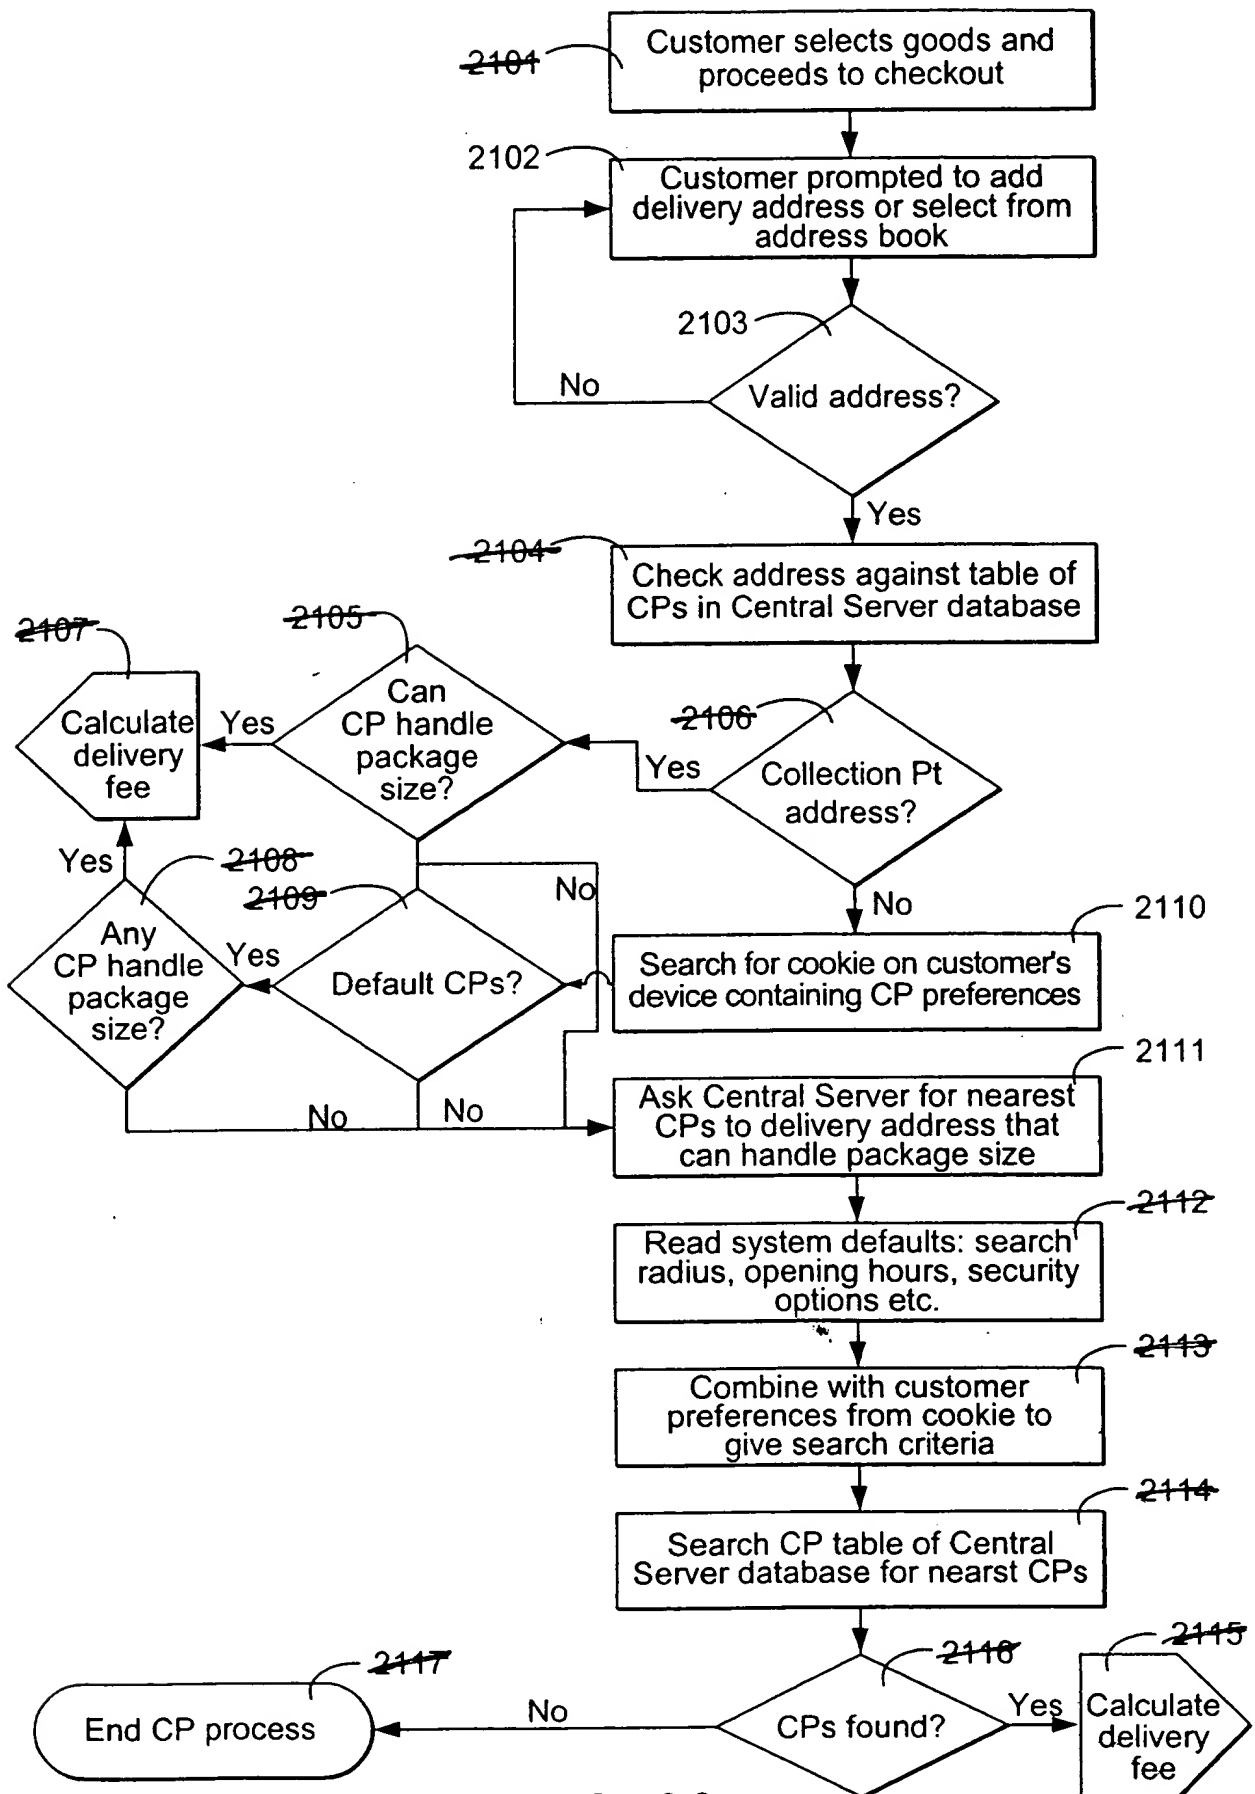 2101
Customer selects goods and
proceeds to checkout
2102
Customer prompted to add
delivery address or select from
address book
2103
Valid address?
No
Yes
2104
Check address against table of
CPs in Central Server database
2105
2107
Can
CP handle
package
size?
Yes
Calculate
delivery
fee
2106
Collection Pt
address?
Yes
No
Yes
2108
2109
No
Any
CP handle
package
size?
Yes
Default CPs?
2110
Search for cookie on customer's
device containing CP preferences
No
No
2111
Ask Central Server for nearest
CPs to delivery address that
can handle package size
2112
Read system defaults: search
radius, opening hours, security
options etc.
2113
Combine with customer
preferences from cookie to
give search criteria
2114
Search CP table of Central
Server database for nearst CPs
2115
2116
2117
End CP process
No
CPs found?
Yes
Calculate
delivery
fee